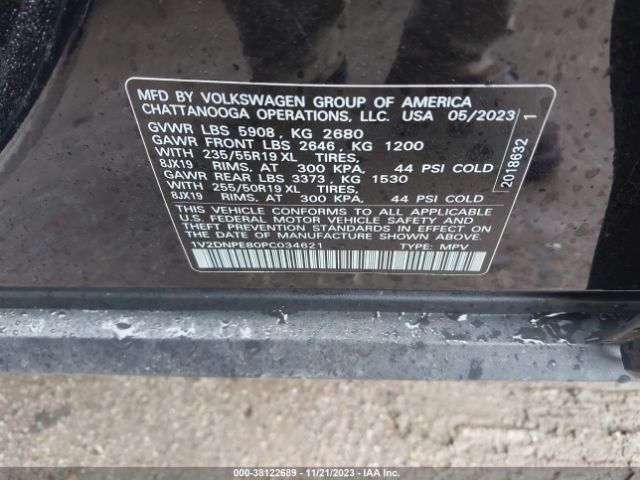 MFD BY VOLKSWAGEN GROUP OF AMERICA
CHATTANOOGA OPERATIONS, LLC. USA 05/2023
GVWR LBS 5908, KG 2680
GAWR FRONT LBS 2646, KG 1200
WITH 235/55R19 XL TIRES,
8JX19 RIMS, AT 300 KPA, 44 PSI COLD
GAWR REAR LBS 3373, KG 1530
WITH 255/50R19 XL TIRES,
8JX19 RIMS, AT 300 KPA, 44 PSI COLD
THIS VEHICLE CONFORMS TO ALL APPLICABLE
U.S. FEDERAL MOTOR VEHICLE SAFETY AND
THEFT PREVENTION STANDARDS IN EFFECT ON
THE DATE OF MANUFACTURE SHOWN ABOVE.
1V2DNPE80PC034621 TYPE: MPV
2018632 1
000-38122689 - 11/21/2023 - IAA Inc.